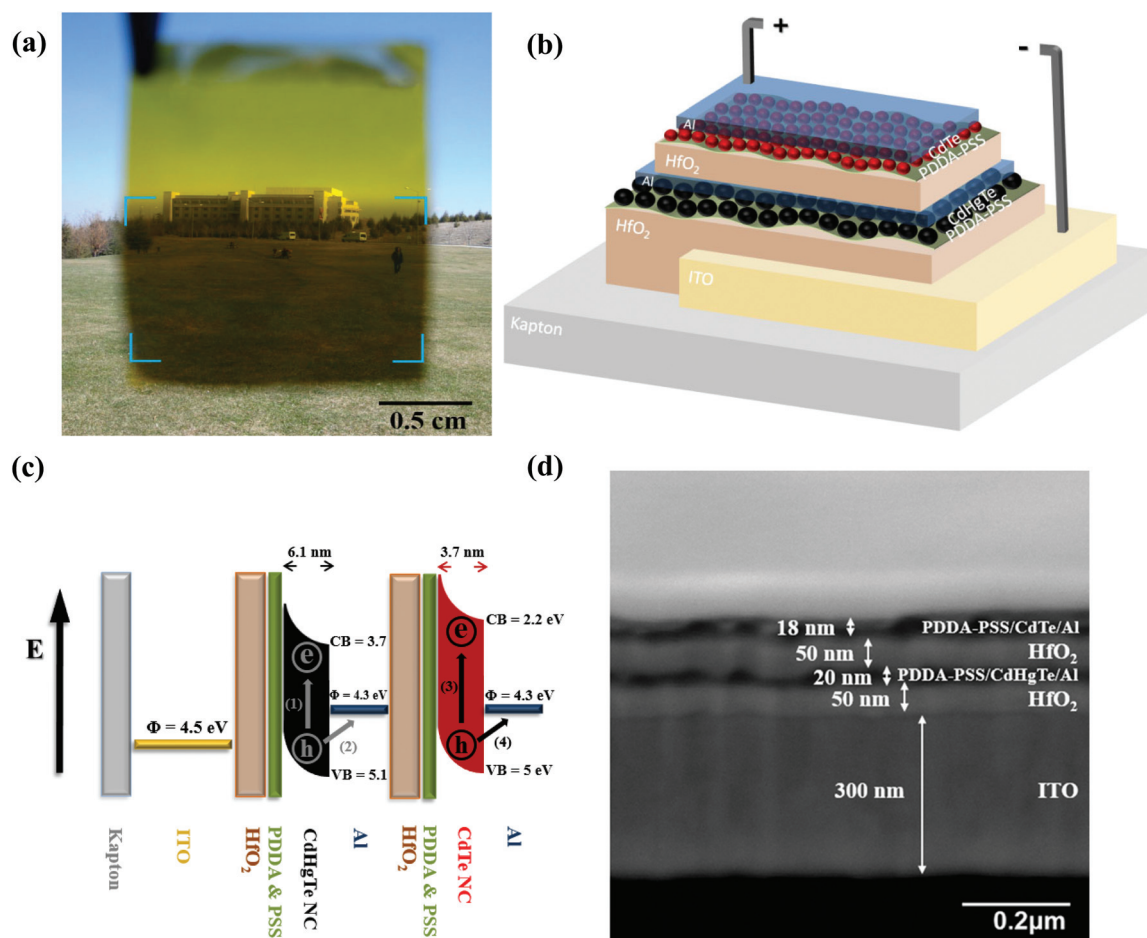 (a)
0.5 cm
(b)
+
-
Al
CdTe
PDDA-PSS
HfO₂
Al
CdHgTe
PDDA-PSS
HfO₂
ITO
Kapton
(c)
E
6.1 nm
3.7 nm
CB = 3.7
CB = 2.2 eV
e
e
(1)
(3)
Φ = 4.3 eV
Φ = 4.3 eV
Φ = 4.5 eV
h
(2)
h
(4)
VB = 5.1
VB = 5 eV
Kapton
ITO
HfO₂
PDDA & PSS
CdHgTe NC
Al
HfO₂
PDDA & PSS
CdTe NC
Al
(d)
18 nm PDDA-PSS/CdTe/Al
50 nm HfO₂
20 nm PDDA-PSS/CdHgTe/Al
50 nm HfO₂
300 nm ITO
0.2μm